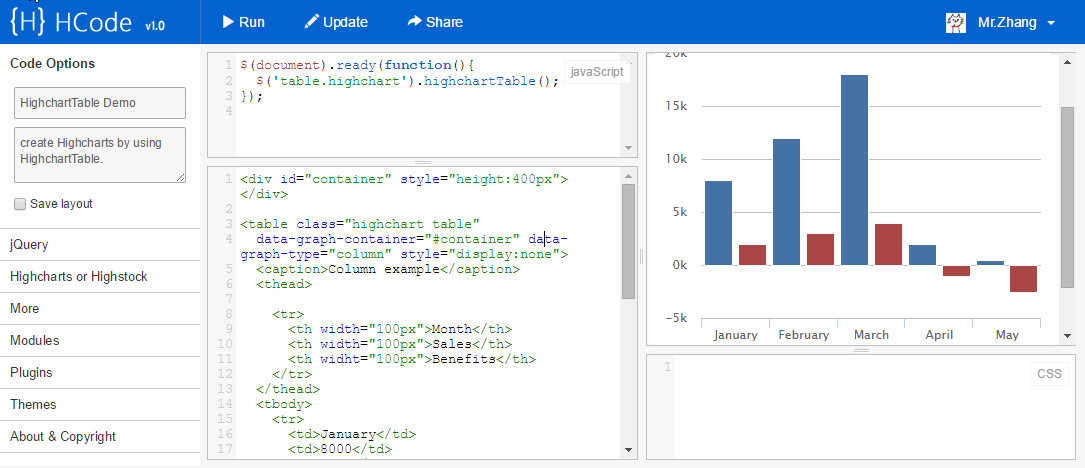 {H} HCode v1.0
Run
Update
Share
Mr.Zhang
Code Options
HighchartTable Demo
create Highcharts by using
HighchartTable.
Save layout
jQuery
Highcharts or Highstock
More
Modules
Plugins
Themes
About & Copyright
javaScript
1 $(document).ready(function(){
2 $('table.highchart').highchartTable();
3 });
4
1 <div id="container" style="height:400px">
</div>
2
3 <table class="highchart table"
4 data-graph-container="#container" data-
graph-type="column" style="display:none">
5 <caption>Column example</caption>
6 <thead>
7
8 <tr>
9 <th width="100px">Month</th>
10 <th width="100px">Sales</th>
11 <th widht="100px">Benefits</th>
12 </tr>
13 </thead>
14 <tbody>
15 <tr>
16 <td>January</td>
17 <td>8000</td>
20k
15k
10k
5k
0k
−5k
January
February
March
April
May
1
CSS